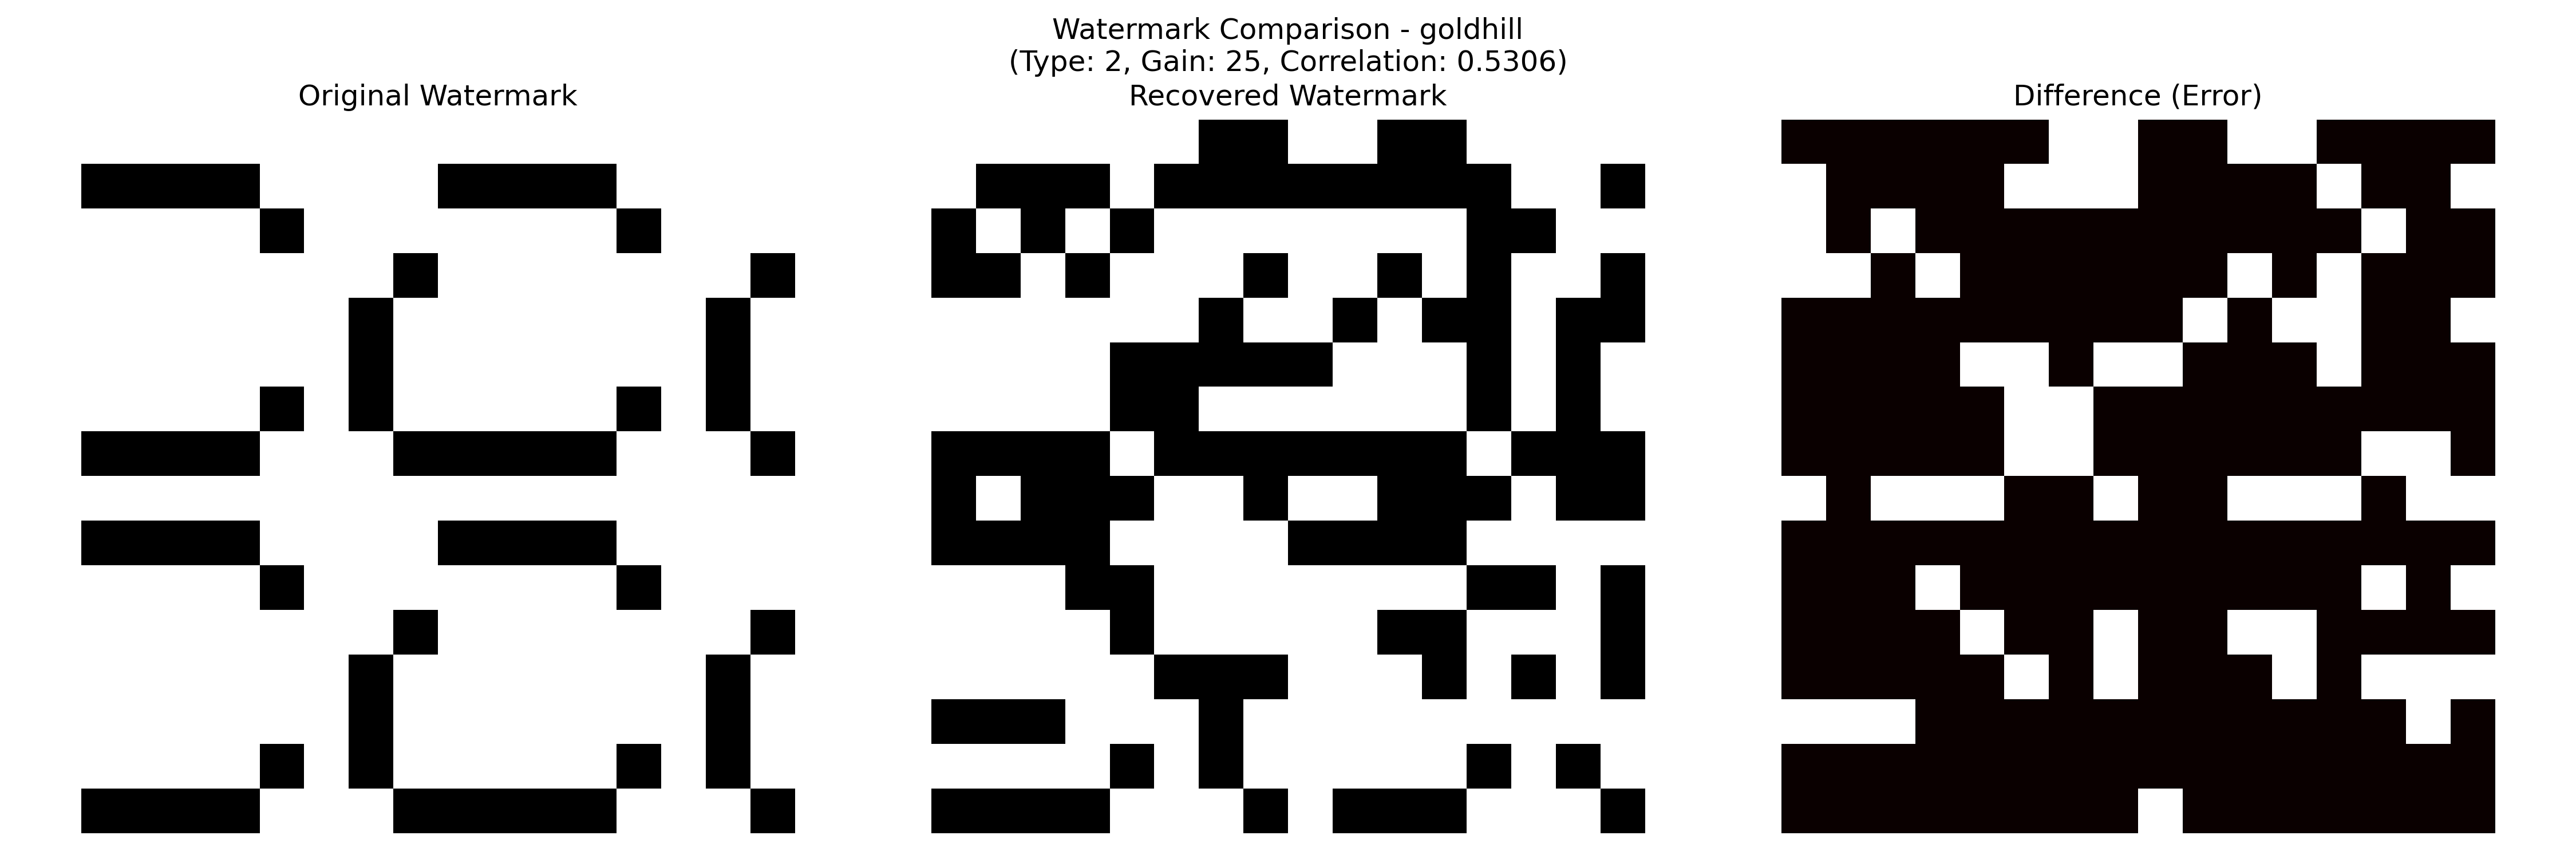 Watermark Comparison - goldhill
(Type: 2, Gain: 25, Correlation: 0.5306)
Original Watermark
Recovered Watermark
Difference (Error)